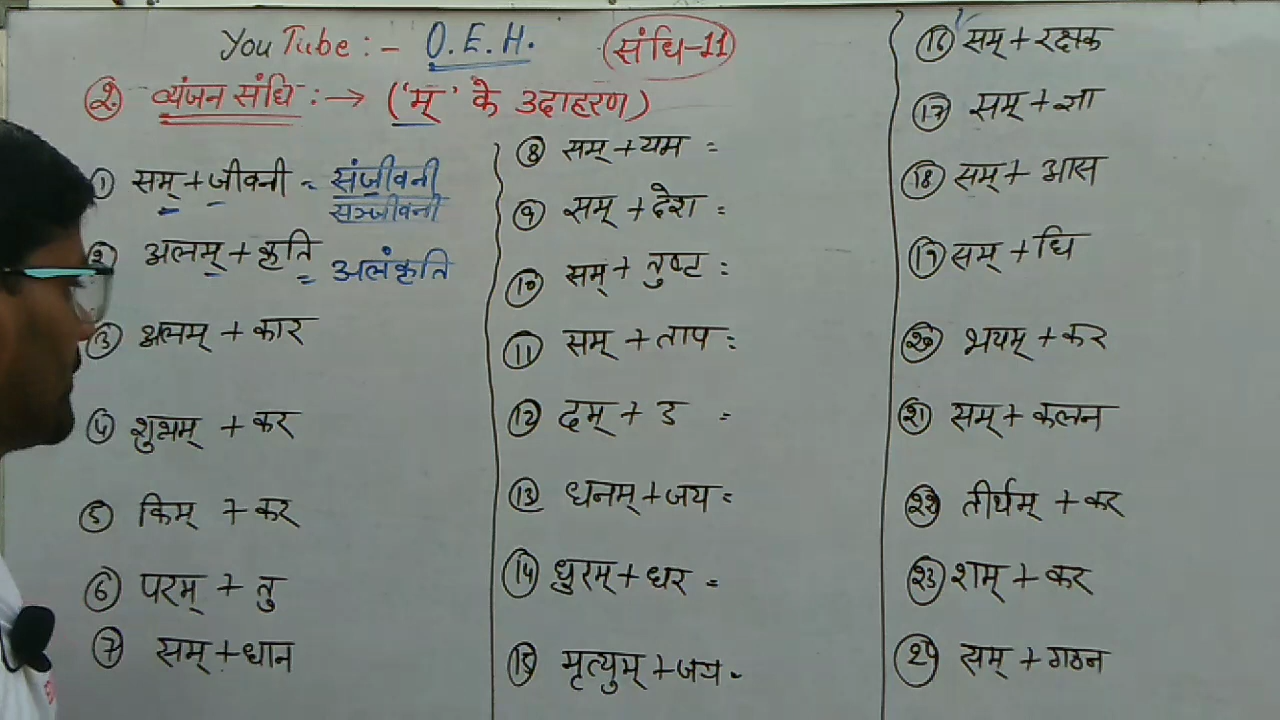 YouTube:- O.E.H. (संधि-11)
② व्यंजन संधि :→ ('म्' के उदाहरण)
① सम् + जीवनी = संजीवनी
सञ्जीवनी
② अलम् + कृति = अलंकृति
③ अलम् + कार
④ शुभम् + कर
⑤ किम् + कर
⑥ परम् + तु
⑦ सम् + धान
⑧ सम् + यम =
⑨ सम् + देश =
⑩ सम् + तुष्ट =
⑪ सम् + ताप =
⑫ दम् + ड =
⑬ धनम् + जय =
⑭ धुरम् + धर =
⑮ मृत्युम् + जय =
⑯ सम् + रक्षक
⑰ सम् + ज्ञा
⑱ सम् + भास
⑲ सम् + धि
⑳ भयम् + कर
㉑ सम् + कलन
㉒ तीर्थम् + कर
㉓ शम् + कर
㉔ सम् + गठन